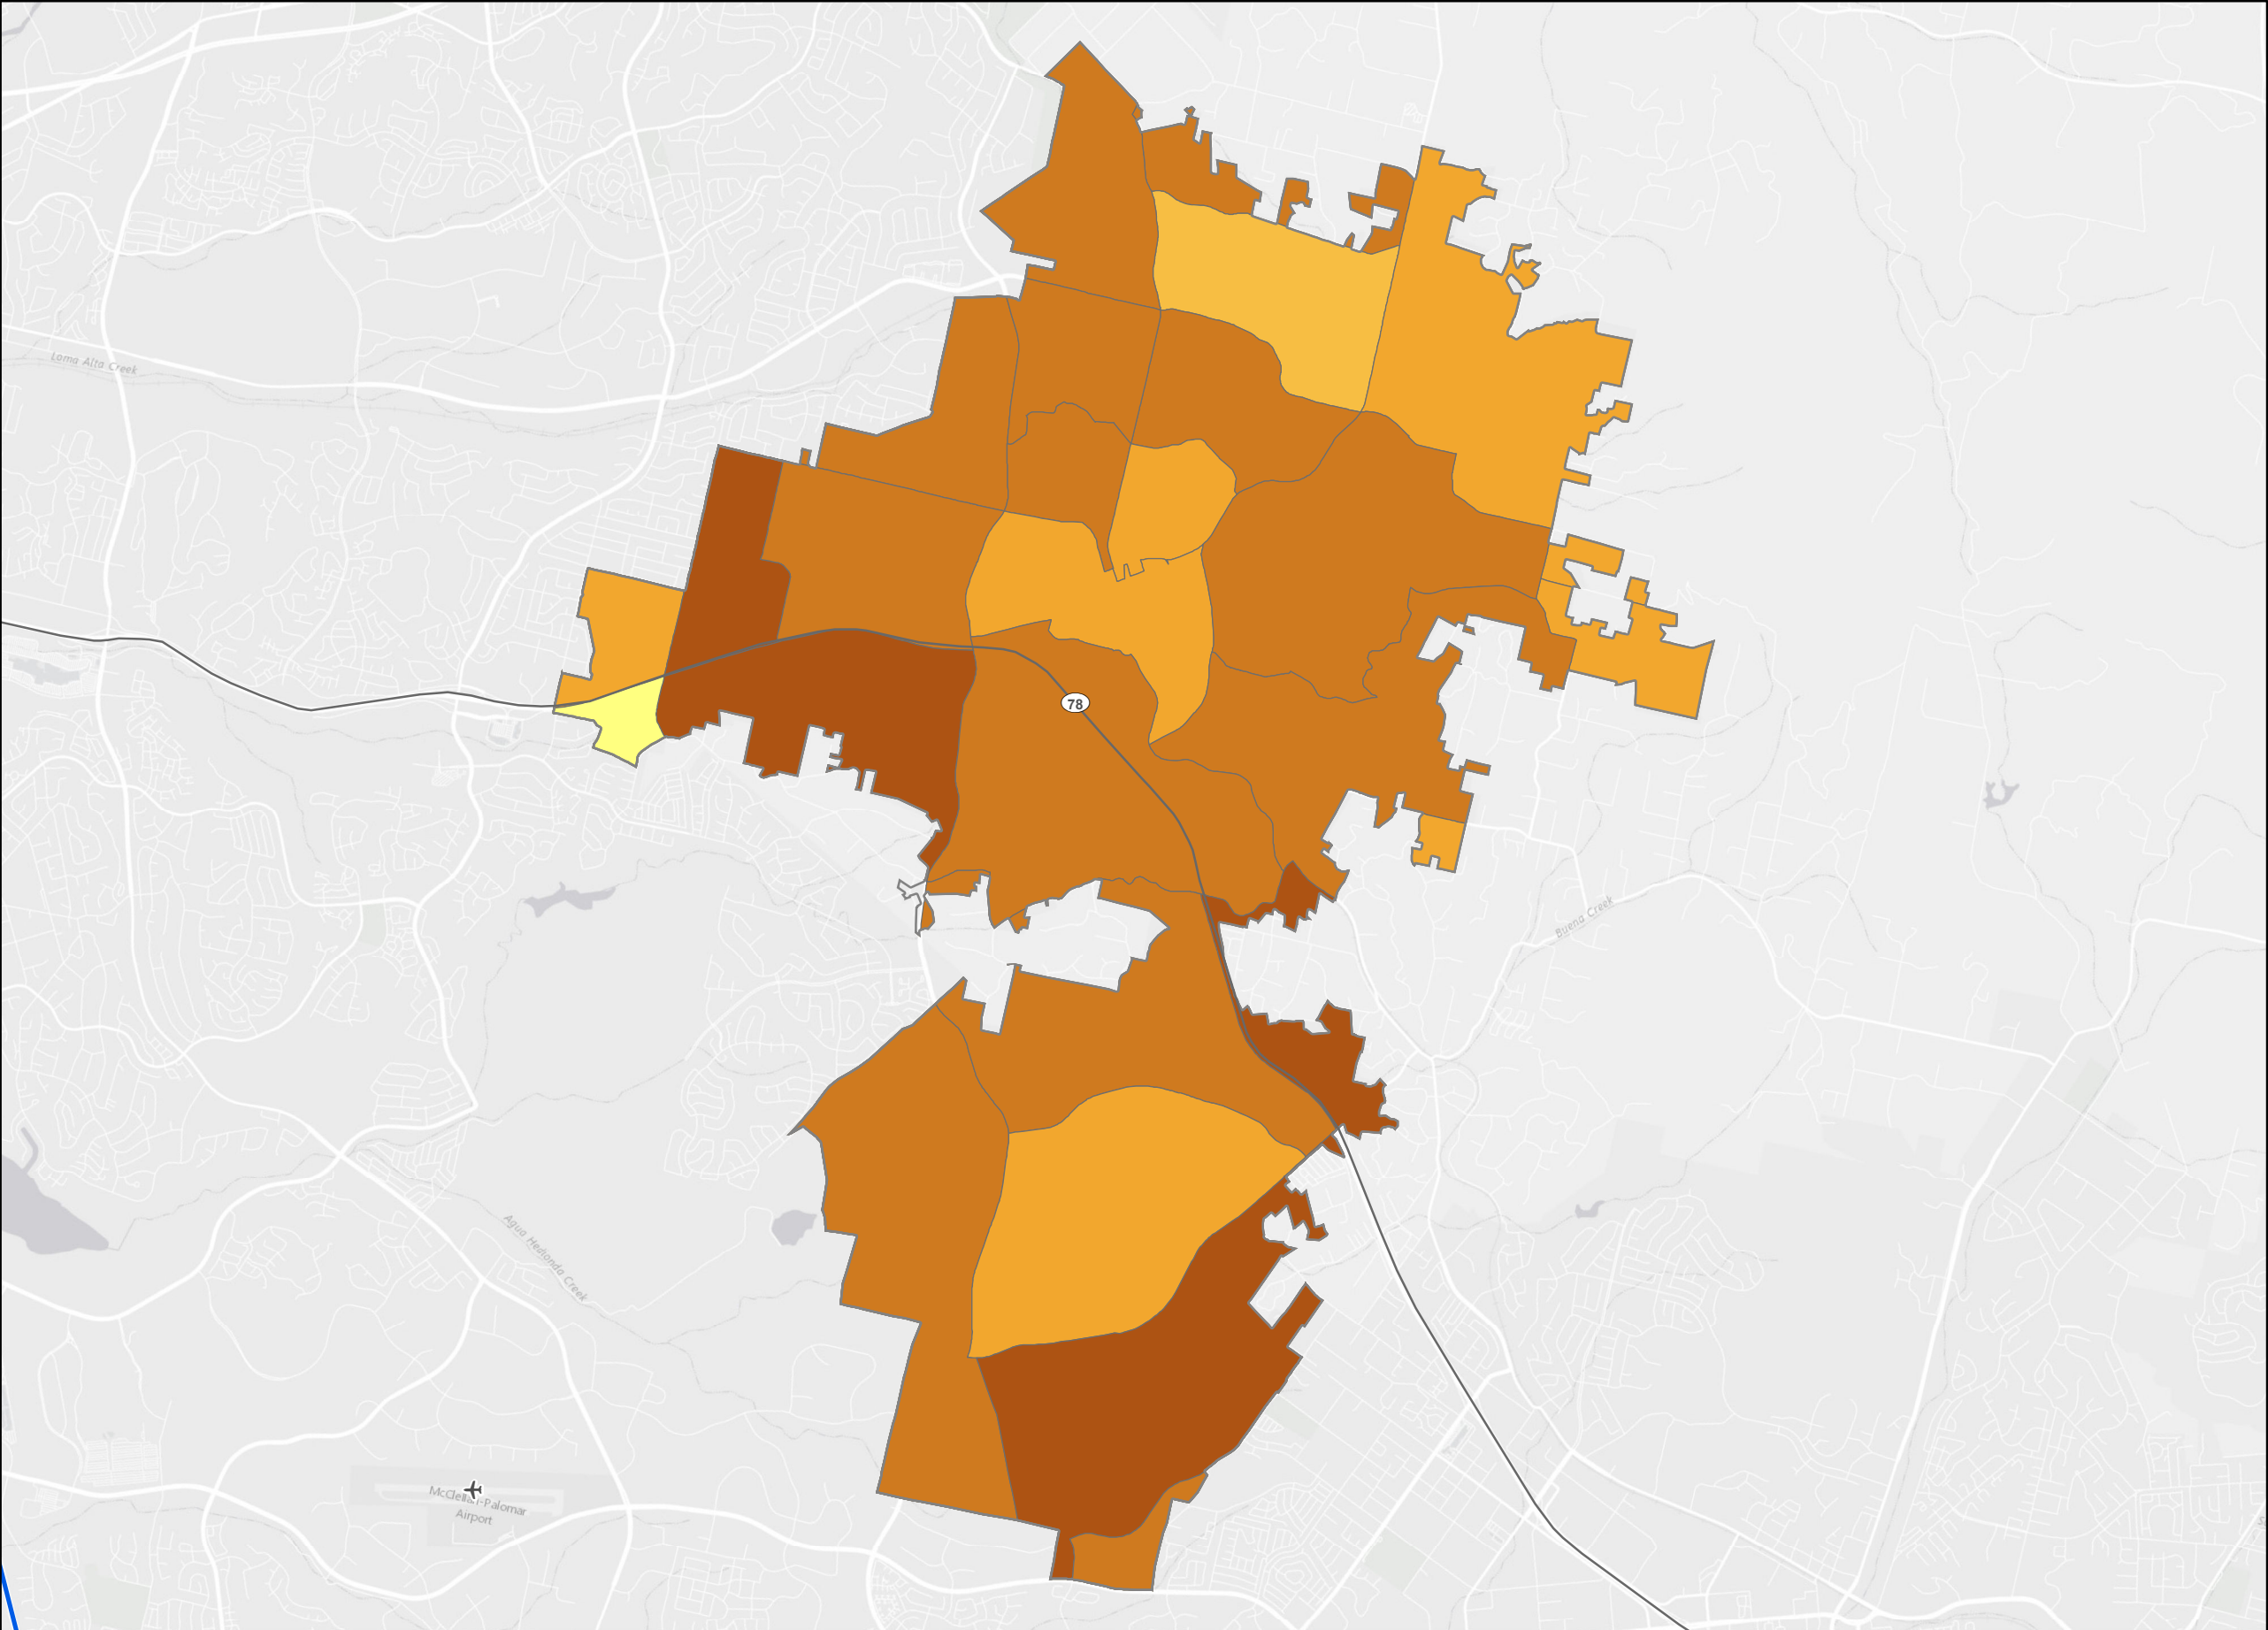 Loma Alta Creek
78
Buena Creek
Agua Hedionda Creek
McClellan-Palomar
Airport